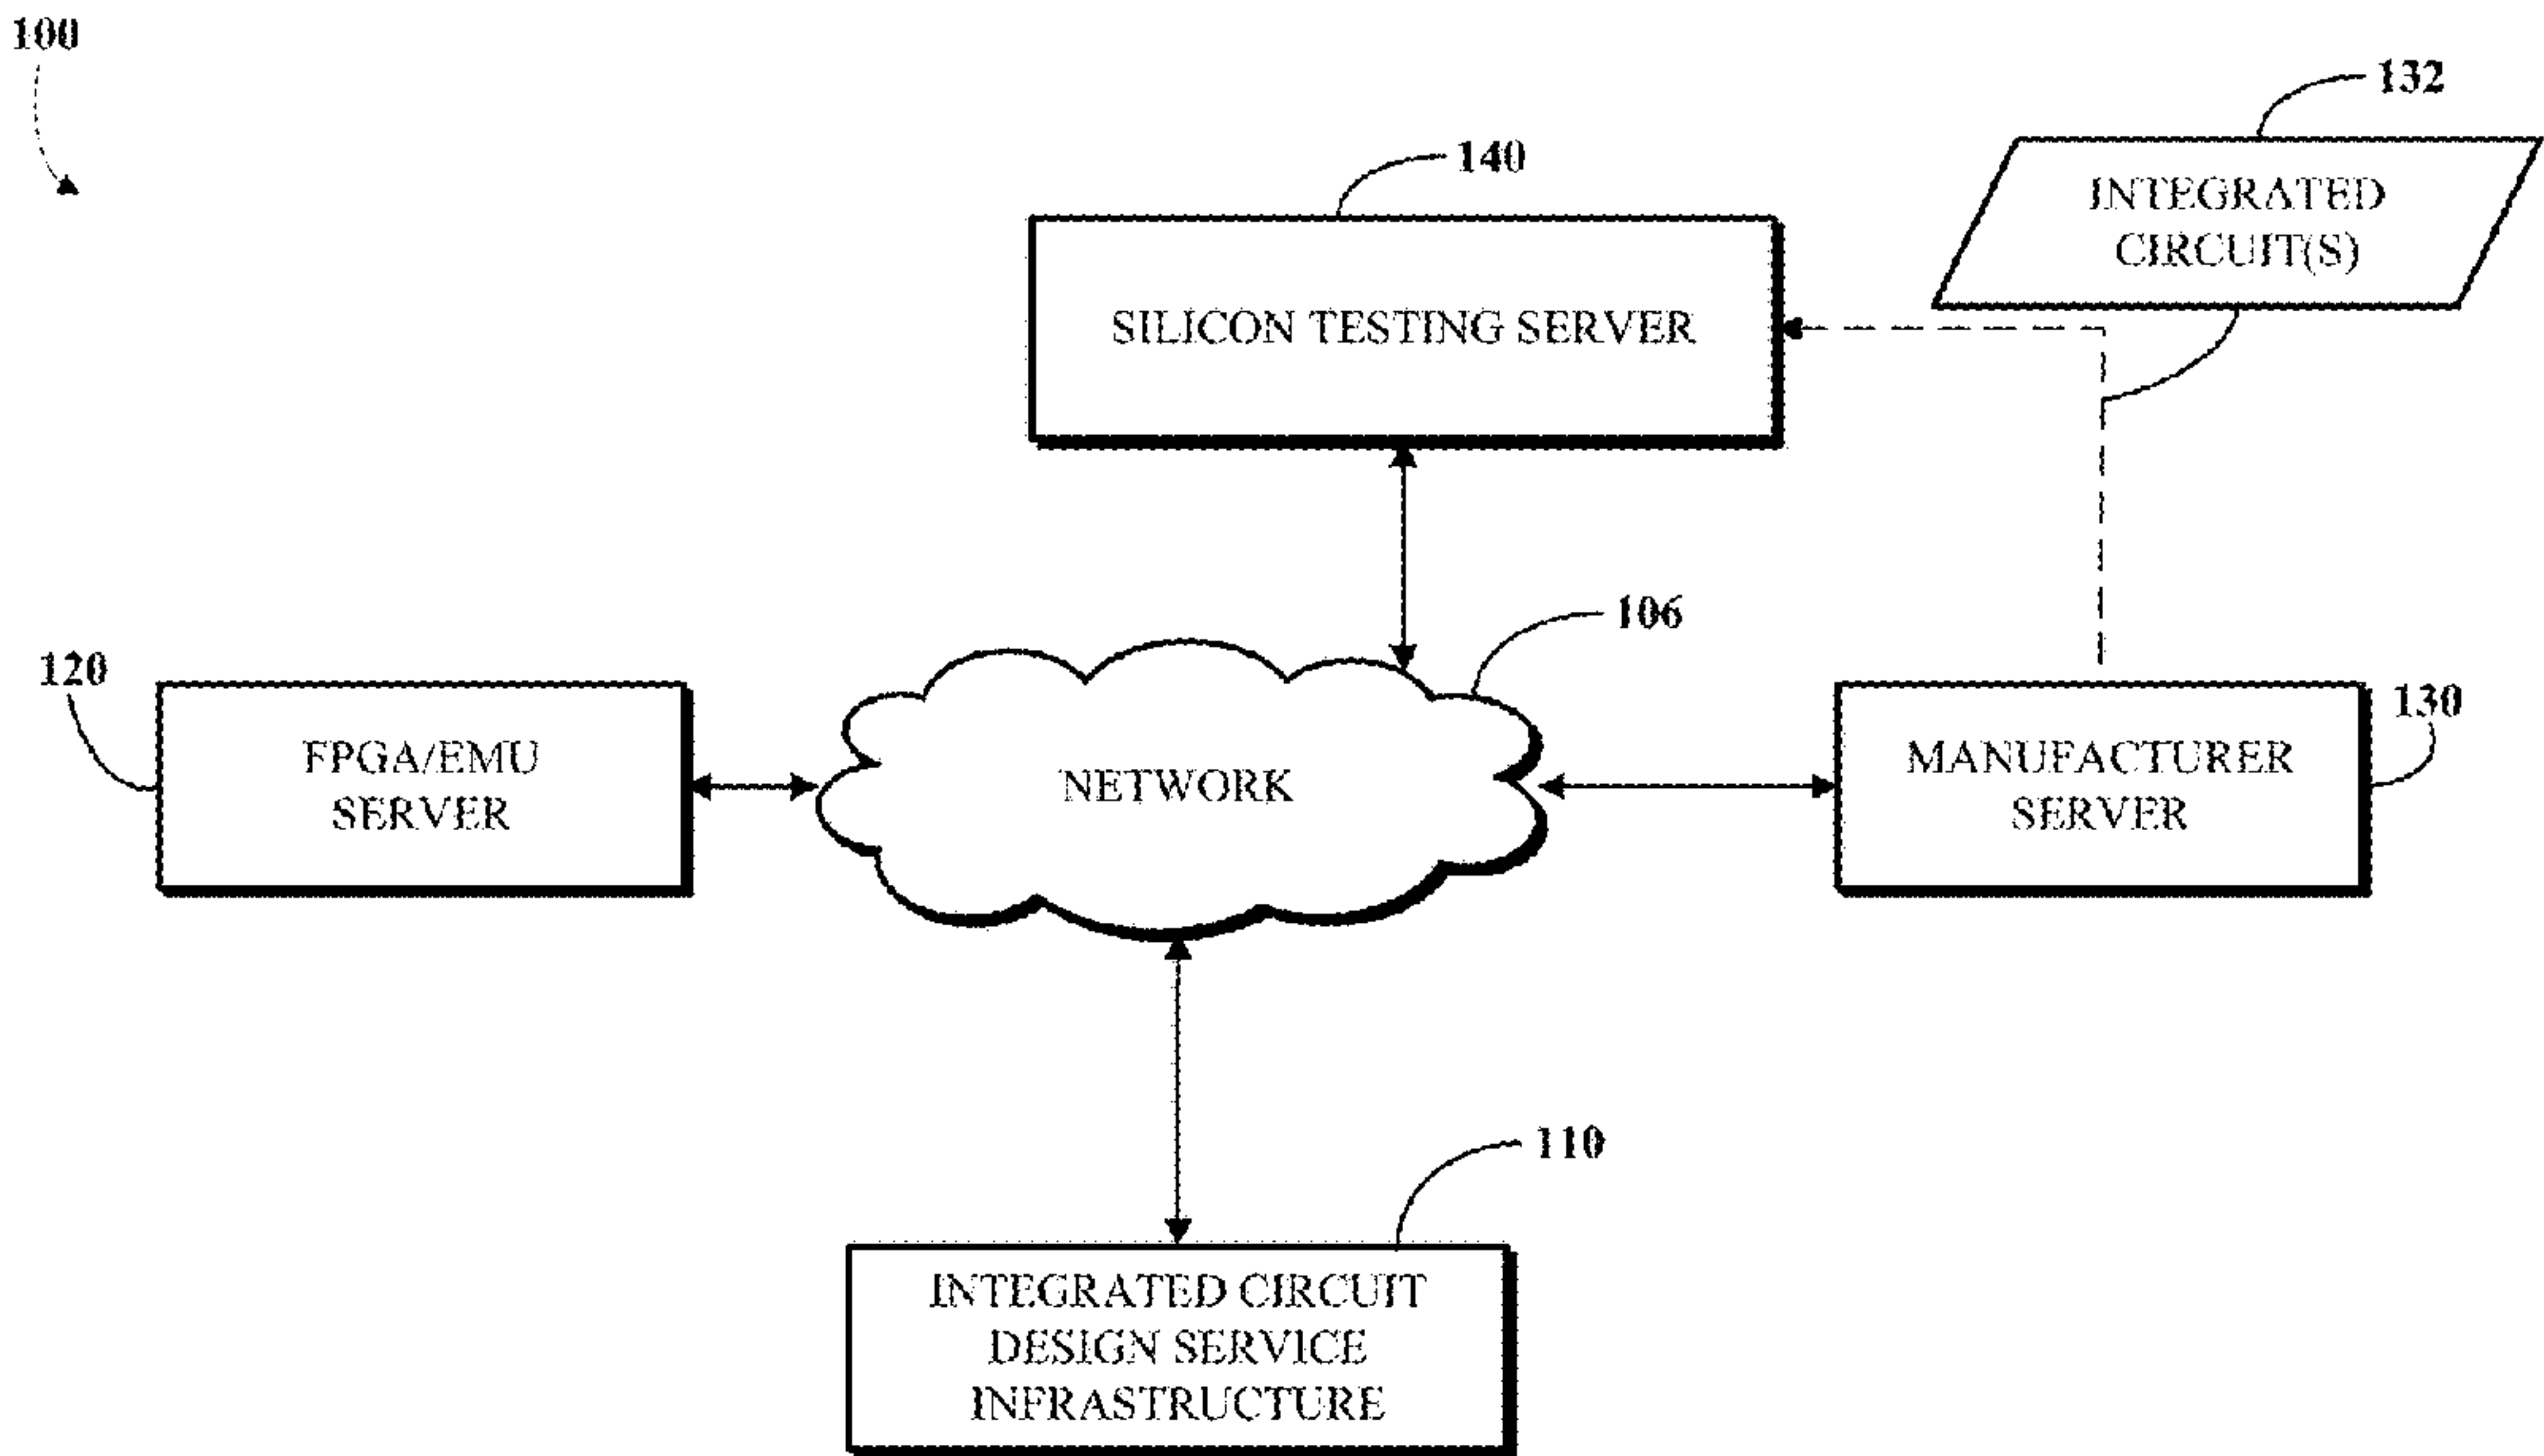 100
132
INTEGRATED
CIRCUIT(S)
140
SILICON TESTING SERVER
106
120
FPGA/EMU
SERVER
NETWORK
130
MANUFACTURER
SERVER
110
INTEGRATED CIRCUIT
DESIGN SERVICE
INFRASTRUCTURE